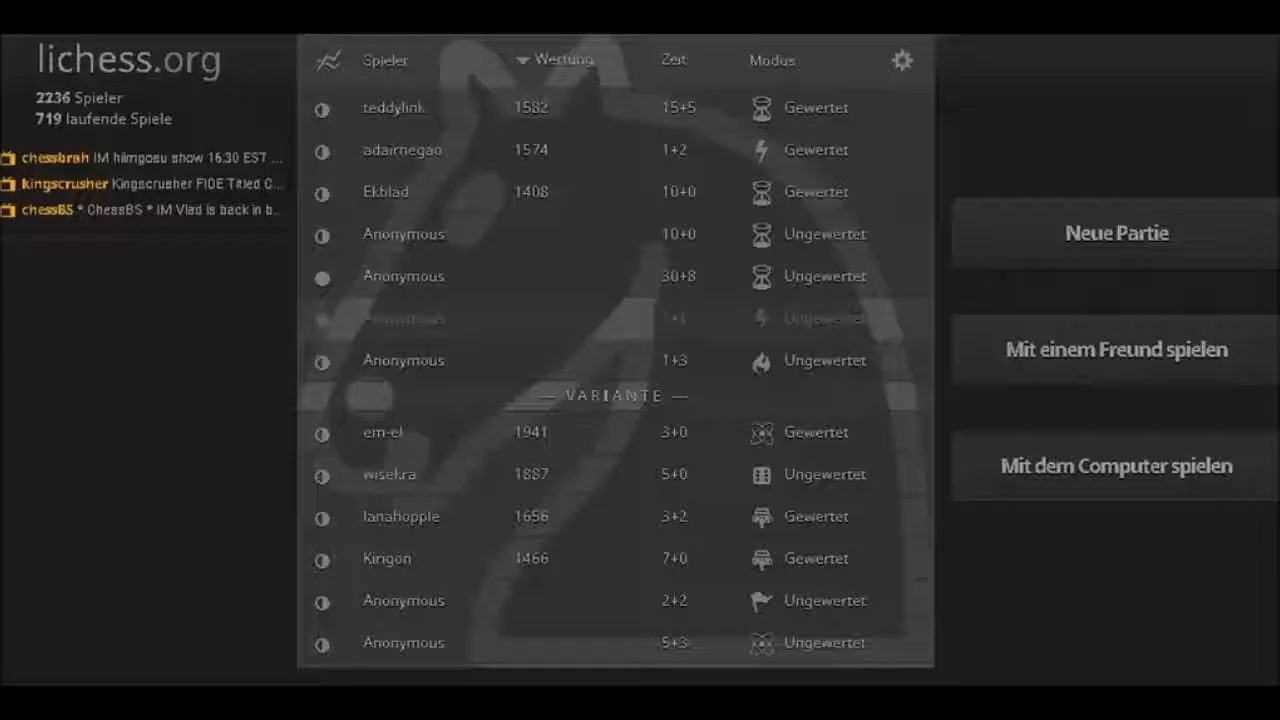 lichess.org
2236 Spieler
719 laufende Spiele
chessbrah IM hiimgosu show 16.30 EST ...
kingscrusher Kingscrusher FIDE Titled C...
chessBS * ChessBS * IM Vlad is back in b...
Spieler Wertung Zeit Modus
teddylink 1582 15+5 Gewertet
adairnegao 1574 1+2 Gewertet
Ekblad 1408 10+0 Gewertet
Anonymous 10+0 Ungewertet
Anonymous 30+8 Ungewertet
Anonymous Ungewertet
Anonymous 1+3 Ungewertet
— VARIANTE —
em-el 1941 3+0 Gewertet
wisekra 1887 5+0 Ungewertet
lanahopple 1656 3+2 Gewertet
Kirigon 1466 7+0 Gewertet
Anonymous 2+2 Ungewertet
Anonymous 5+3 Ungewertet
Neue Partie
Mit einem Freund spielen
Mit dem Computer spielen